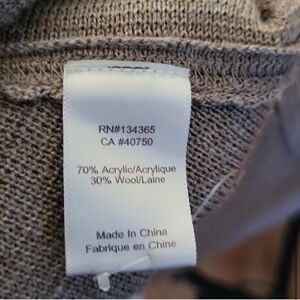 RN#134365
CA #40750
70% Acrylic/Acrylique
30% Wool/Laine
Made In China
Fabrique en Chine